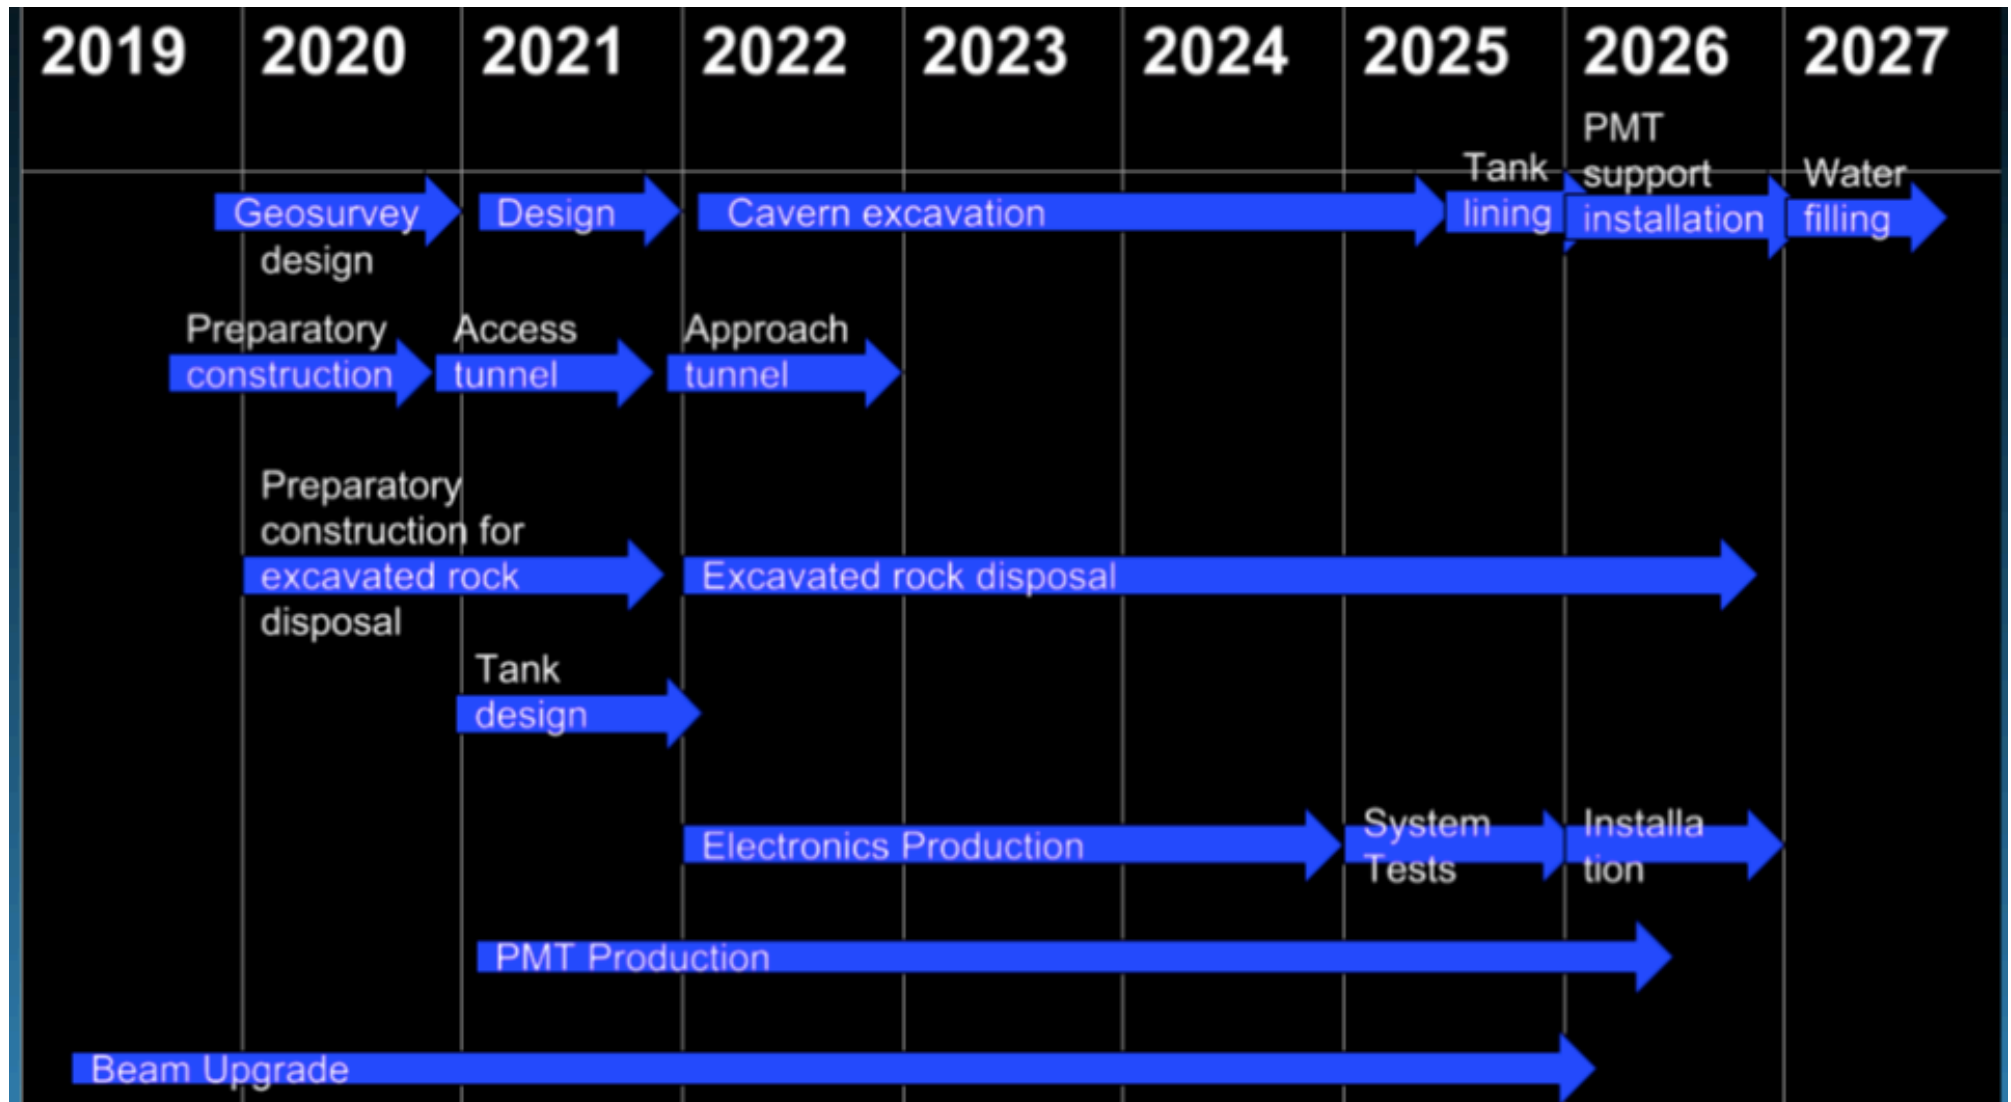 2019 2020 2021 2022 2023 2024 2025 2026 2027
Geosurvey
design
Design
Cavern excavation
Tank
lining
PMT
support
installation
Water
filling
Preparatory
construction
Access
tunnel
Approach
tunnel
Preparatory
construction for
excavated rock
disposal
Excavated rock disposal
Tank
design
Electronics Production
System
Tests
Installa
tion
PMT Production
Beam Upgrade